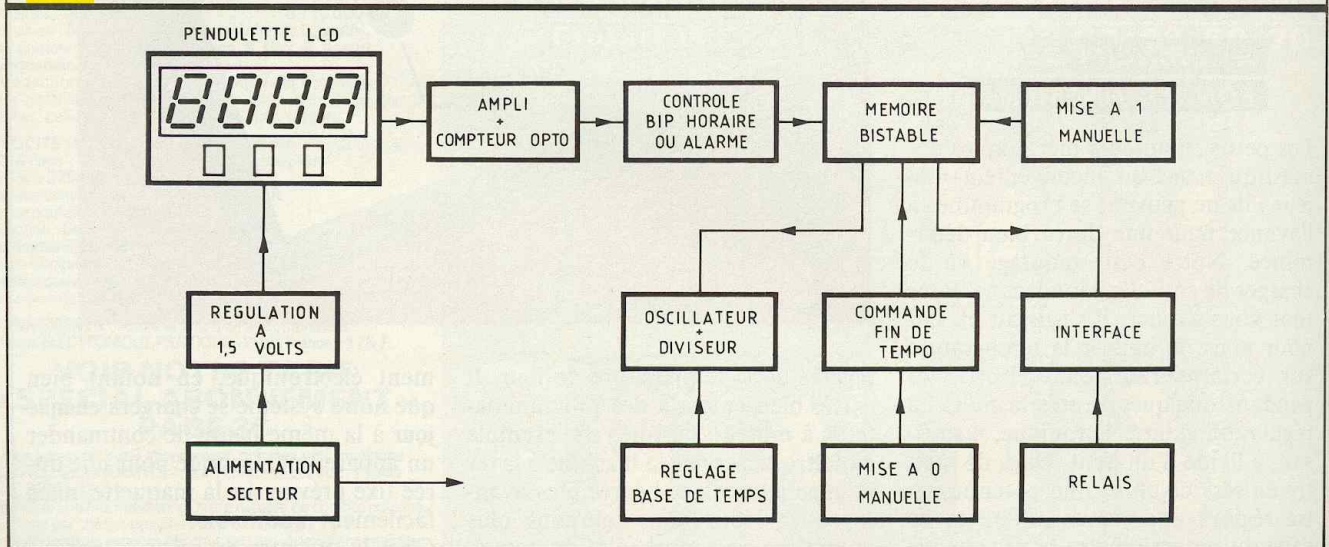 PENDULETTE LCD
8888
AMPLI
+
COMPTEUR OPTO
CONTROLE
BIP HORAIRE
OU ALARME
MEMOIRE
BISTABLE
MISE A 1
MANUELLE
REGULATION
A
1,5 VOLTS
OSCILLATEUR
+
DIVISEUR
COMMANDE
FIN DE
TEMPO
INTERFACE
ALIMENTATION
SECTEUR
REGLAGE
BASE DE TEMPS
MISE A 0
MANUELLE
RELAIS